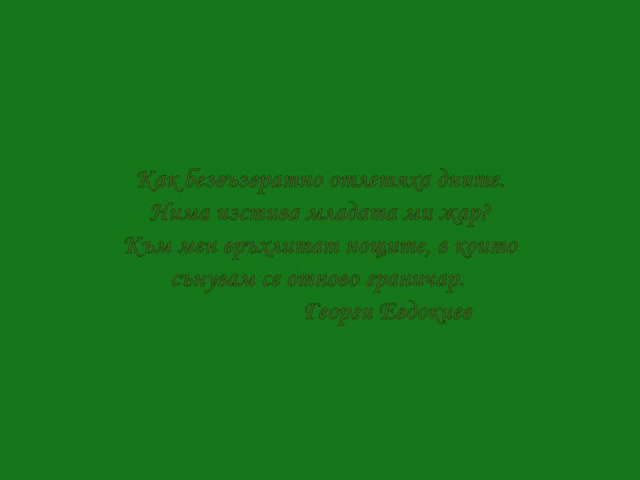 Как безвъзвратно отлетяха дните.
Нима изстива младата ми жар?
Към мен връхлитат нощите, в които
сънувам се отново граничар.
Георги Евдокиев